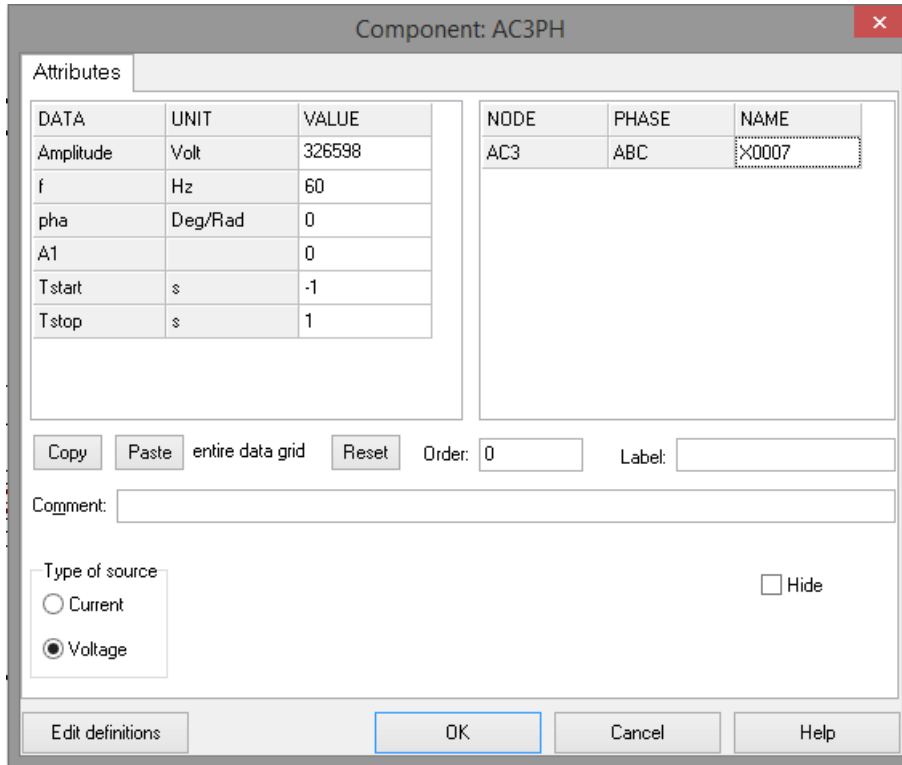 Component: AC3PH
Attributes
DATA UNIT VALUE
Amplitude Volt 326598
f Hz 60
pha Deg/Rad 0
A1 0
Tstart s -1
Tstop s 1
NODE PHASE NAME
AC3 ABC X0007
Copy Paste entire data grid Reset Order: 0 Label:
Comment:
Type of source
Current
Voltage
Hide
Edit definitions OK Cancel Help